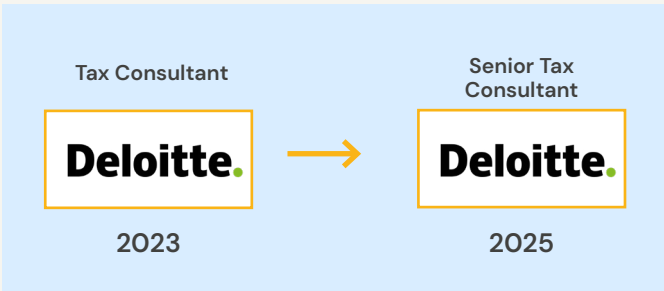 Tax Consultant
Senior Tax
Consultant
Deloitte.
Deloitte.
2023
2025